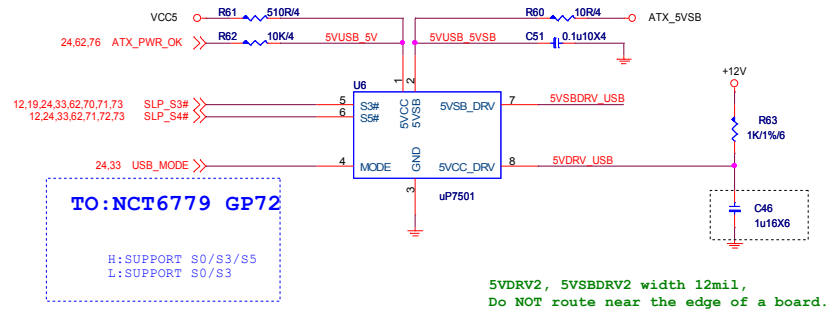 VCC5 R61 510R/4 R60 10R/4 ATX_5VSB
24,62,76 ATX_PWR_OK R62 10K/4 5VUSB_5V 5VUSB_5VSB C51 0.1u10X4
+12V
1 2
U6
12,19,24,33,62,70,71,73 SLP_S3# 5 S3# 5VCC 5VSB 5VSB_DRV 7 5VSBDRV_USB
12,24,33,62,71,72,73 SLP_S4# 6 S5#
R63
1K/1%/6
24,33 USB_MODE 4 MODE GND 5VCC_DRV 8 5VDRV_USB
3
uP7501
TO:NCT6779 GP72
C46
1u16X6
H:SUPPORT S0/S3/S5
L:SUPPORT S0/S3
5VDRV2, 5VSBDRV2 width 12mil,
Do NOT route near the edge of a board.